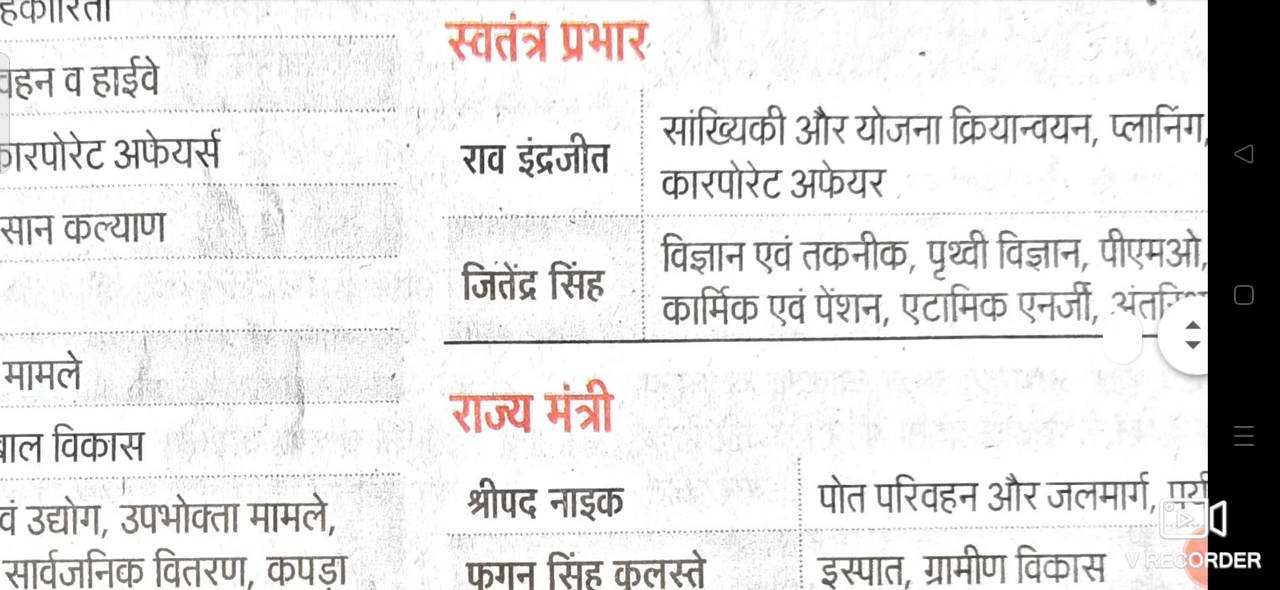 वहन व हाईवे
कारपोरेट अफेयर्स
सान कल्याण
मामले
बाल विकास
वं उद्योग, उपभोक्ता मामले,
सार्वजनिक वितरण, कपड़ा
स्वतंत्र प्रभार
राव इंद्रजीत
सांख्यिकी और योजना क्रियान्वयन, प्लानिंग,
कारपोरेट अफेयर
जितेंद्र सिंह
विज्ञान एवं तकनीक, पृथ्वी विज्ञान, पीएमओ,
कार्मिक एवं पेंशन, एटामिक एनर्जी,
राज्य मंत्री
श्रीपद नाइक
पोत परिवहन और जलमार्ग,
फगन सिंह कुलस्ते
इस्पात, ग्रामीण विकास
V RECORDER